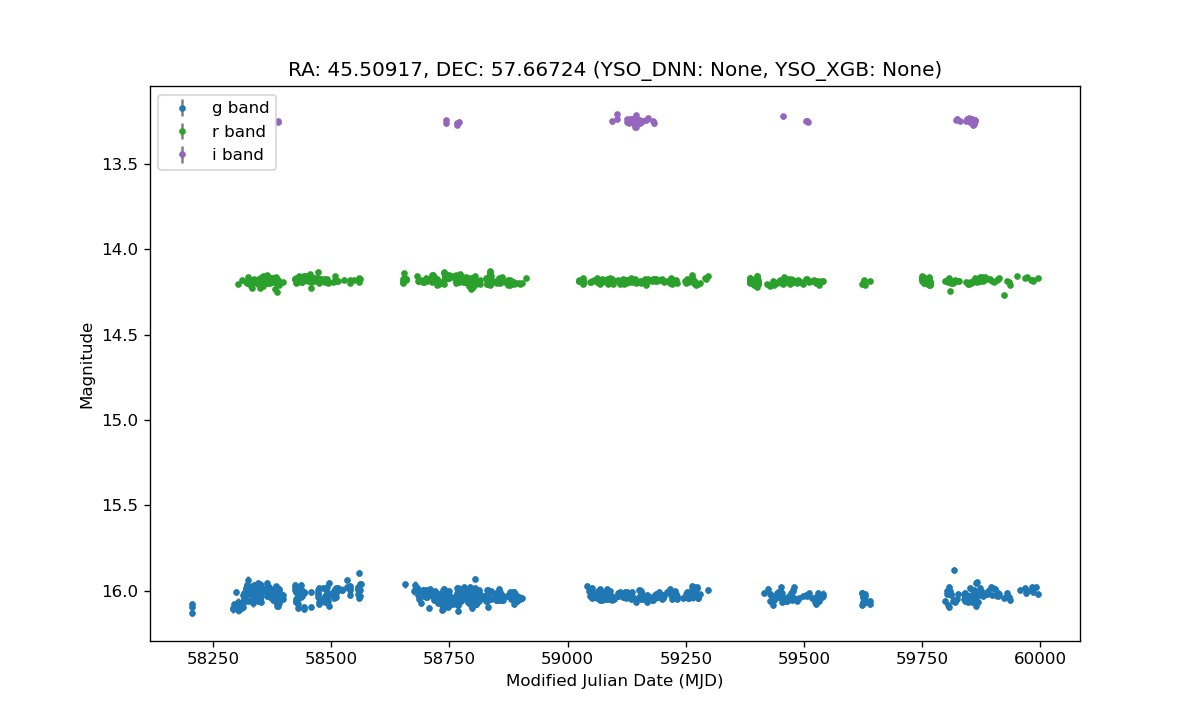 RA: 45.50917, DEC: 57.66724 (YSO_DNN: None, YSO_XGB: None)
g band
r band
i band
13.5
14.0
14.5
15.0
15.5
16.0
Magnitude
58250 58500 58750 59000 59250 59500 59750 60000
Modified Julian Date (MJD)